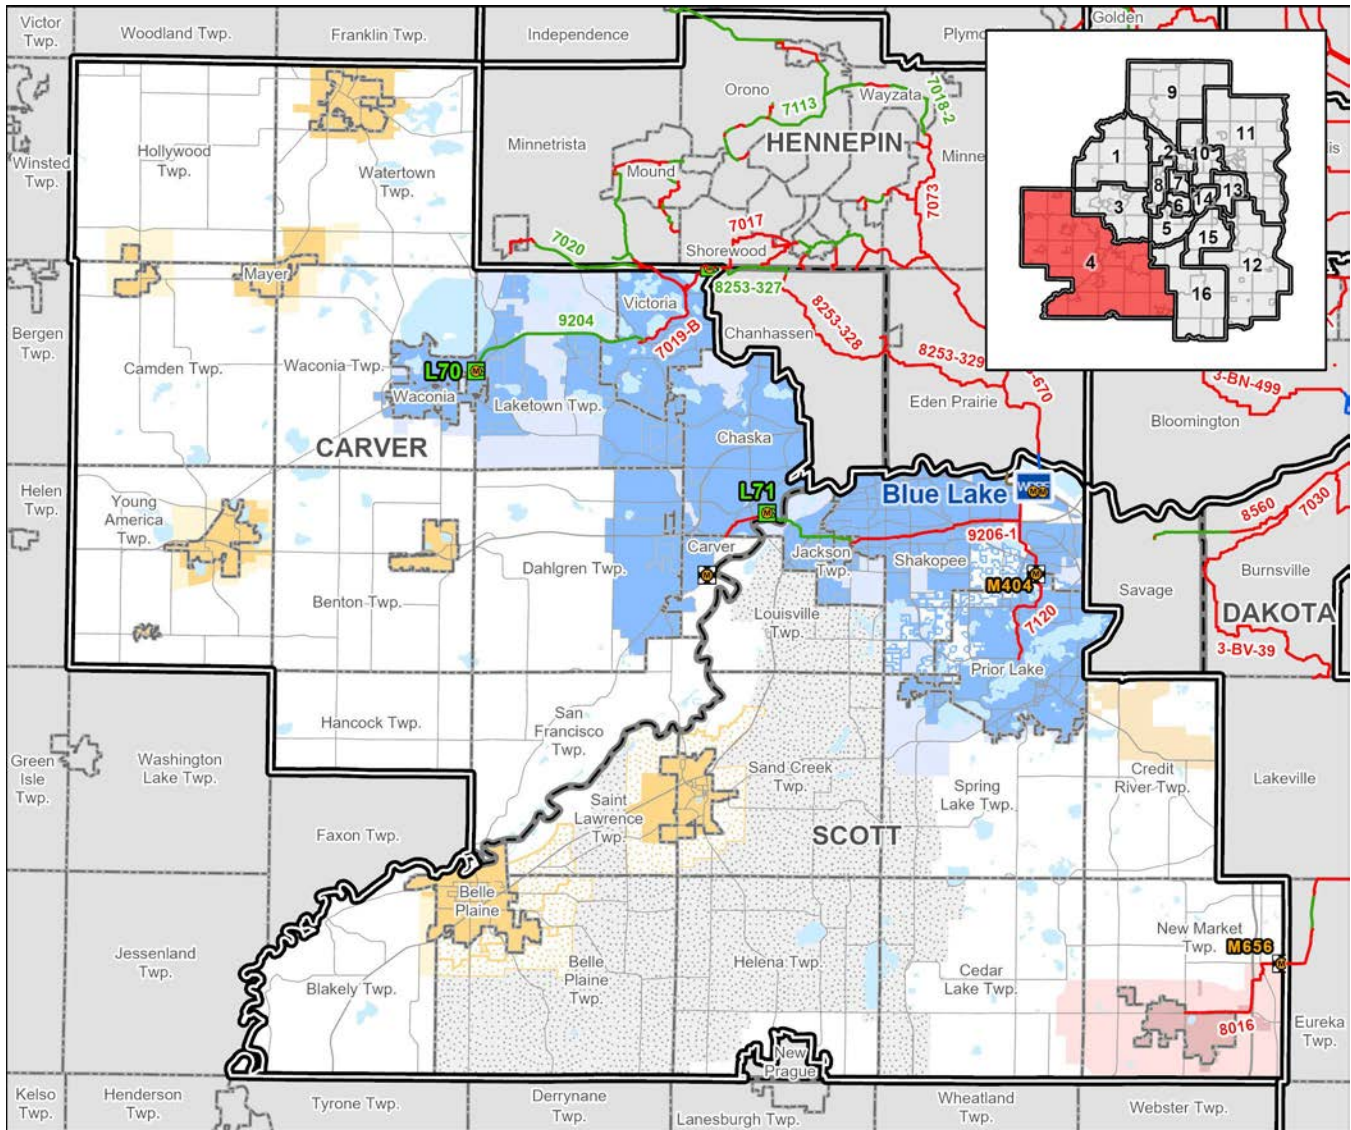 Victor
Twp.
Woodland Twp.
Franklin Twp.
Independence
Golden
9
11
1
2
10
8
7
13
14
3
6
5
15
4
12
16
Orono
Wayzata
7113
7018-2
HENNEPIN
Minnetrista
Mound
7073
7017
7020
Shorewood
8253-327
Winsted
Twp.
Hollywood
Twp.
Watertown
Twp.
Mayer
Bergen
Twp.
Camden Twp.
Waconia Twp.
Victoria
9204
7019-B
Chanhassen
8253-328
8253-329
3-BN-499
L70
Waconia
Laketown Twp.
Eden Prairie
Bloomington
CARVER
Chaska
Helen
Twp.
Young
America
Twp.
L71
Blue Lake
8560
7030
9206-1
Carver
Jackson
Twp.
Shakopee
Dahlgren Twp.
M404
Savage
Burnsville
Benton Twp.
Louisville
Twp.
7120
DAKOTA
3-BV-39
Prior Lake
Hancock Twp.
San
Francisco
Twp.
Green
Isle
Twp.
Washington
Lake Twp.
Sand Creek
Twp.
Spring
Lake Twp.
Credit
River Twp.
Lakeville
Saint
Lawrence
Twp.
Faxon Twp.
SCOTT
Belle
Plaine
New Market
Twp.
M656
Jessenland
Twp.
Belle
Plaine
Twp.
Helena Twp.
Cedar
Lake Twp.
Blakely Twp.
8016
Eureka
Twp.
New
Prague
Kelso
Twp.
Henderson
Twp.
Tyrone Twp.
Derrynane
Twp.
Lanesburgh Twp.
Wheatland
Twp.
Webster Twp.